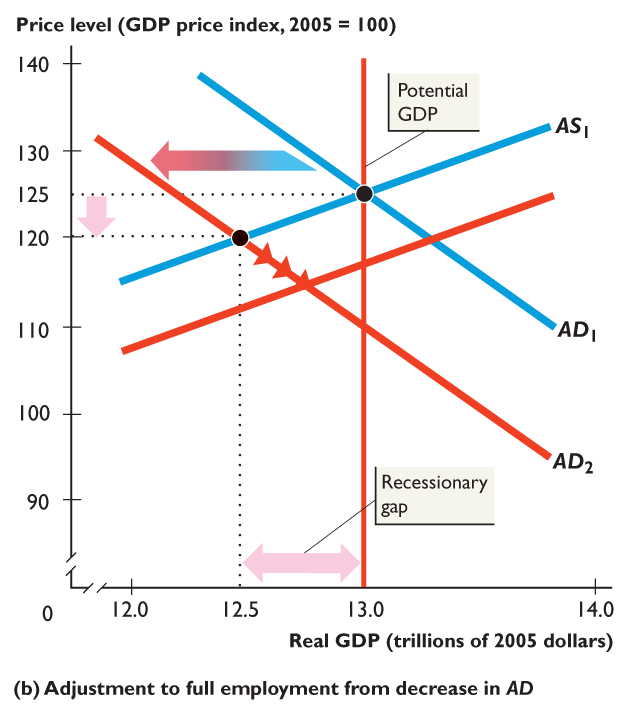 Price level (GDP price index, 2005 = 100)
140
Potential
GDP
AS1
130
125
120
110
AD1
100
AD2
Recessionary
gap
90
0
12.0
12.5
13.0
14.0
Real GDP (trillions of 2005 dollars)
(b) Adjustment to full employment from decrease in AD